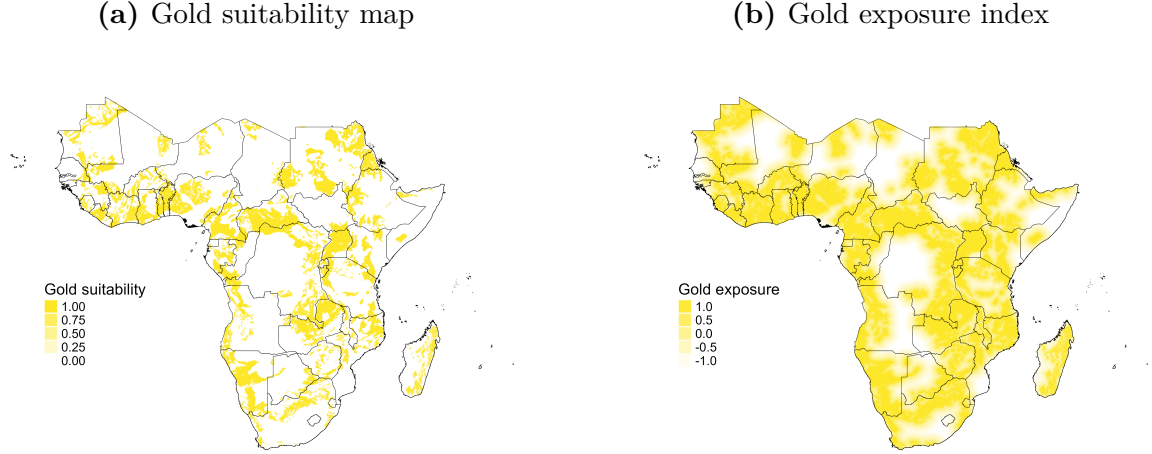 (a) Gold suitability map
Gold suitability
1.00
0.75
0.50
0.25
0.00
(b) Gold exposure index
Gold exposure
1.0
0.5
0.0
-0.5
-1.0